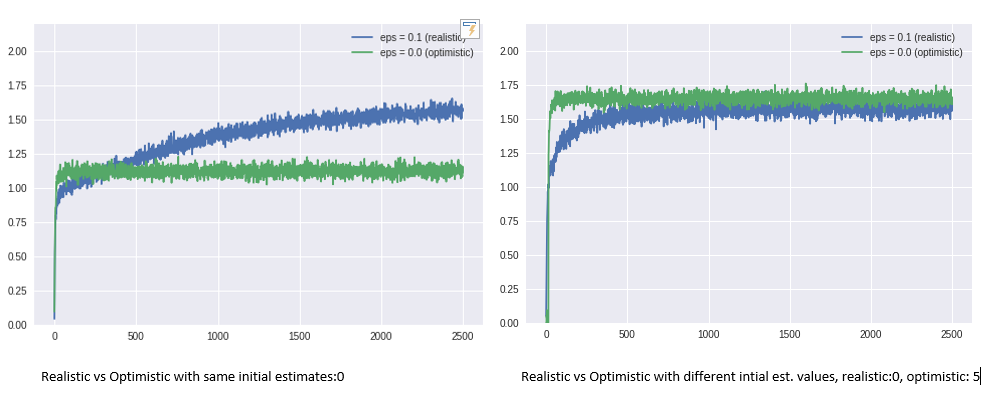 eps = 0.1 (realistic)
eps = 0.0 (optimistic)
2.00
1.75
1.50
1.25
1.00
0.75
0.50
0.25
0.00
0 500 1000 1500 2000 2500
Realistic vs Optimistic with same initial estimates:0
eps = 0.1 (realistic)
eps = 0.0 (optimistic)
2.00
1.75
1.50
1.25
1.00
0.75
0.50
0.25
0.00
0 500 1000 1500 2000 2500
Realistic vs Optimistic with different intial est. values, realistic:0, optimistic: 5